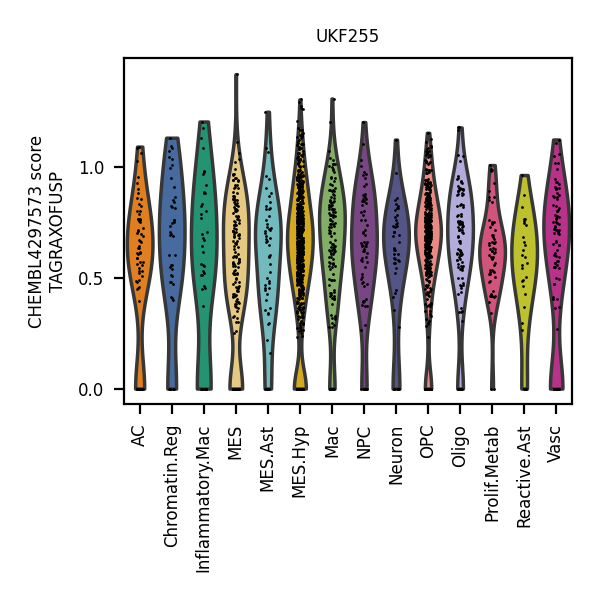 UKF255
CHEMBL4297573 score
TAGRAXOFUSP
1.0
0.5
0.0
AC
Chromatin.Reg
Inflammatory.Mac
MES
MES.Ast
MES.Hyp
Mac
NPC
Neuron
OPC
Oligo
Prolif.Metab
Reactive.Ast
Vasc